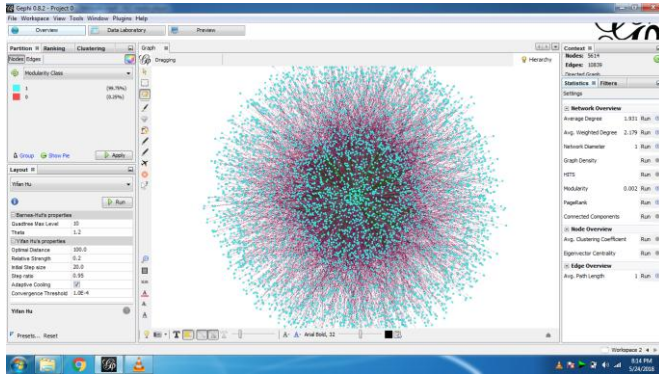 Gephi 0.8.2 - Project 0
File Workspace View Tools Window Plugins Help
Overview
Data Laboratory
Preview
Partition Ranking Clustering
Nodes Edges
Modularity Class
1 (99.75%)
0
Group Show Pie Apply
Layout
Yifan Hu
Run
Barnes-Hut's properties
Quadtree Max Level 10
Theta 1.2
Yifan Hu's properties
Optimal Distance 100.0
Relative Strength 0.2
Initial Step size 20.0
Step ratio 0.95
Adaptive Cooling
Convergence Threshold 1.0E-4
Yifan Hu
Presets... Reset
Graph
Dragging
Hierarchy
Arial Bold, 32
Context
Nodes: 5614
Edges: 10839
Directed Graph
Statistics Filters
Settings
Network Overview
Average Degree 1.931 Run
Avg. Weighted Degree 2.179 Run
Network Diameter 1 Run
Graph Density Run
HITS Run
Modularity 0.002 Run
PageRank Run
Connected Components Run
Node Overview
Avg. Clustering Coefficient Run
Eigenvector Centrality Run
Edge Overview
Avg. Path Length 1 Run
Workspace 2
8:14 PM
5/24/2018